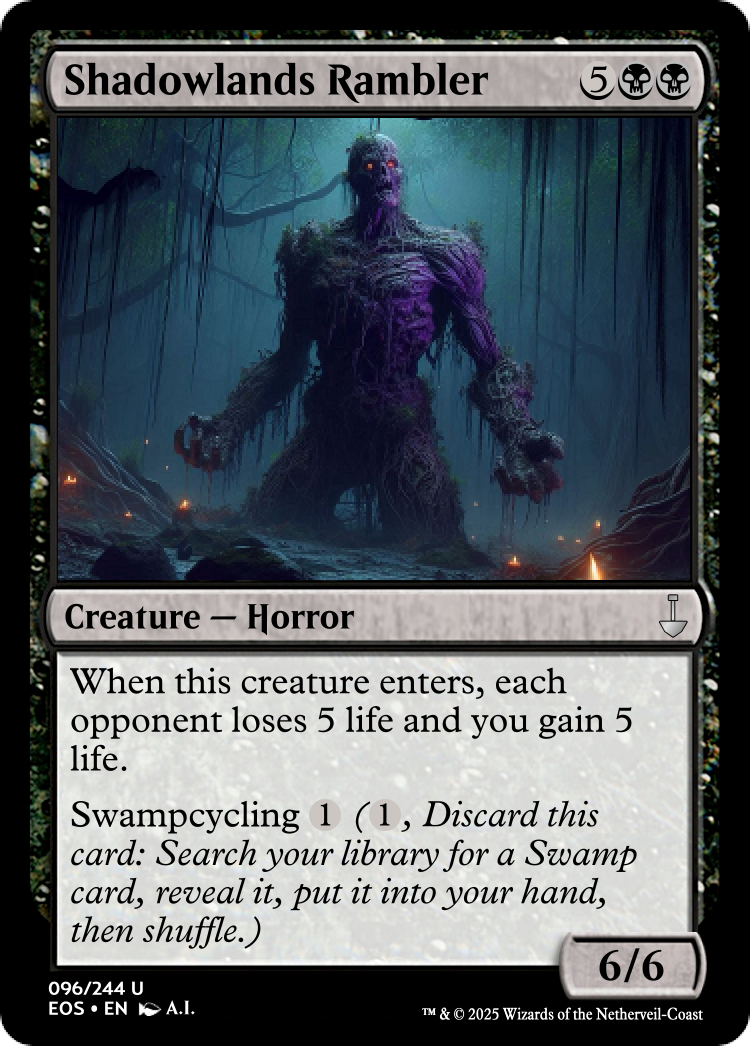 Shadowlands Rambler 5
Creature — Horror
When this creature enters, each
opponent loses 5 life and you gain 5
life.
Swampcycling 1 (1, Discard this
card: Search your library for a Swamp
card, reveal it, put it into your hand,
then shuffle.)
6/6
096/244 U
EOS • EN A.I.
™ & © 2025 Wizards of the Netherveil-Coast